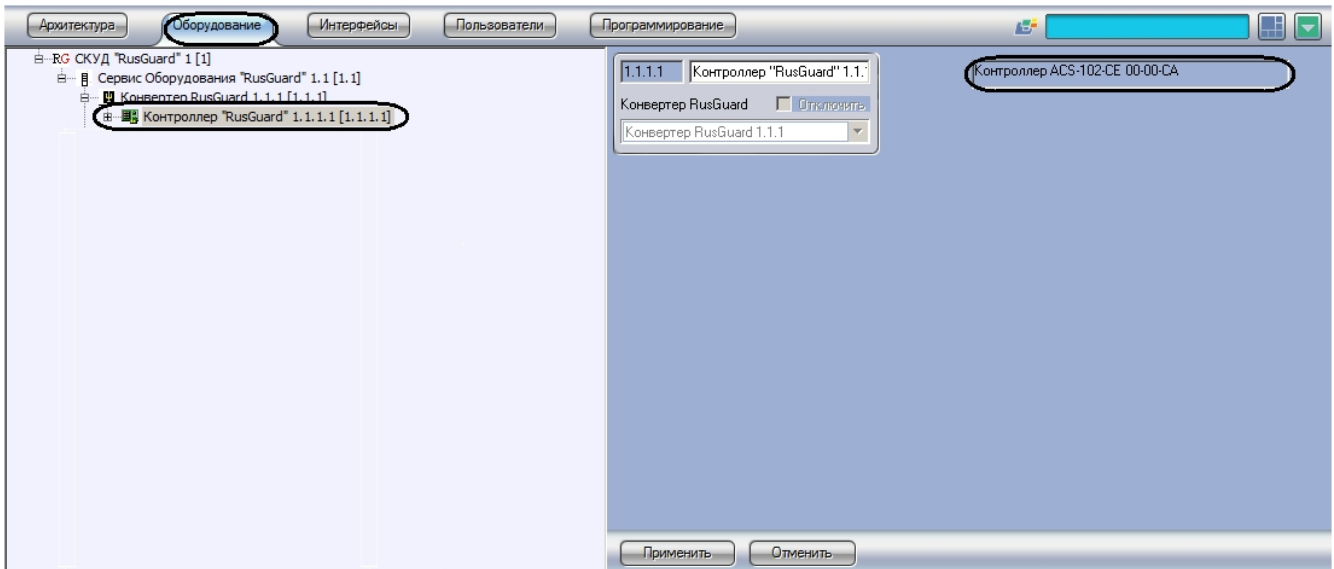 Архитектура Оборудование Интерфейсы Пользователи Программирование
RG СКУД "RusGuard" 1 [1]
Сервис Оборудования "RusGuard" 1.1 [1.1]
Конвертер RusGuard 1.1.1 [1.1.1]
Контроллер "RusGuard" 1.1.1.1 [1.1.1.1]
1.1.1.1 Контроллер "RusGuard" 1.1.
Конвертер RusGuard Отключить
Конвертер RusGuard 1.1.1
Контроллер ACS-102-CE 00-00-CA
Применить Отменить